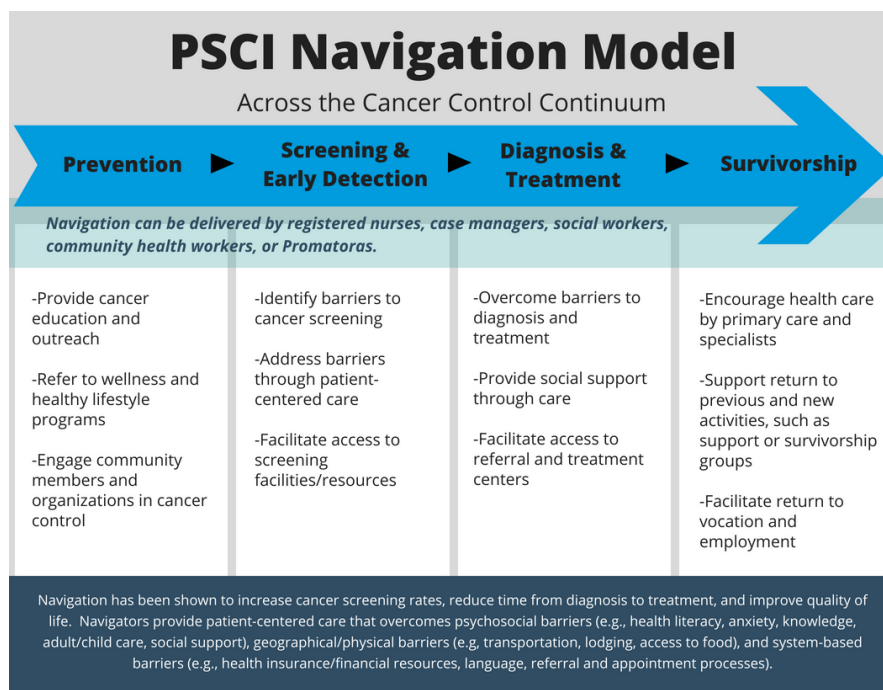 PSCI Navigation Model
Across the Cancer Control Continuum
Prevention
Screening &
Early Detection
Diagnosis &
Treatment
Survivorship
Navigation can be delivered by registered nurses, case managers, social workers,
community health workers, or Promatoras.
-Provide cancer
education and
outreach
-Refer to wellness and
healthy lifestyle
programs
-Engage community
members and
organizations in cancer
control
-Identify barriers to
cancer screening
-Address barriers
through patient-
centered care
-Facilitate access to
screening
facilities/resources
-Overcome barriers to
diagnosis and
treatment
-Provide social support
through care
-Facilitate access to
referral and treatment
centers
-Encourage health care
by primary care and
specialists
-Support return to
previous and new
activities, such as
support or survivorship
groups
-Facilitate return to
vocation and
employment
Navigation has been shown to increase cancer screening rates, reduce time from diagnosis to treatment, and improve quality of
life.  Navigators provide patient-centered care that overcomes psychosocial barriers (e.g., health literacy, anxiety, knowledge,
adult/child care, social support), geographical/physical barriers (e.g, transportation, lodging, access to food), and system-based
barriers (e.g., health insurance/financial resources, language, referral and appointment processes).